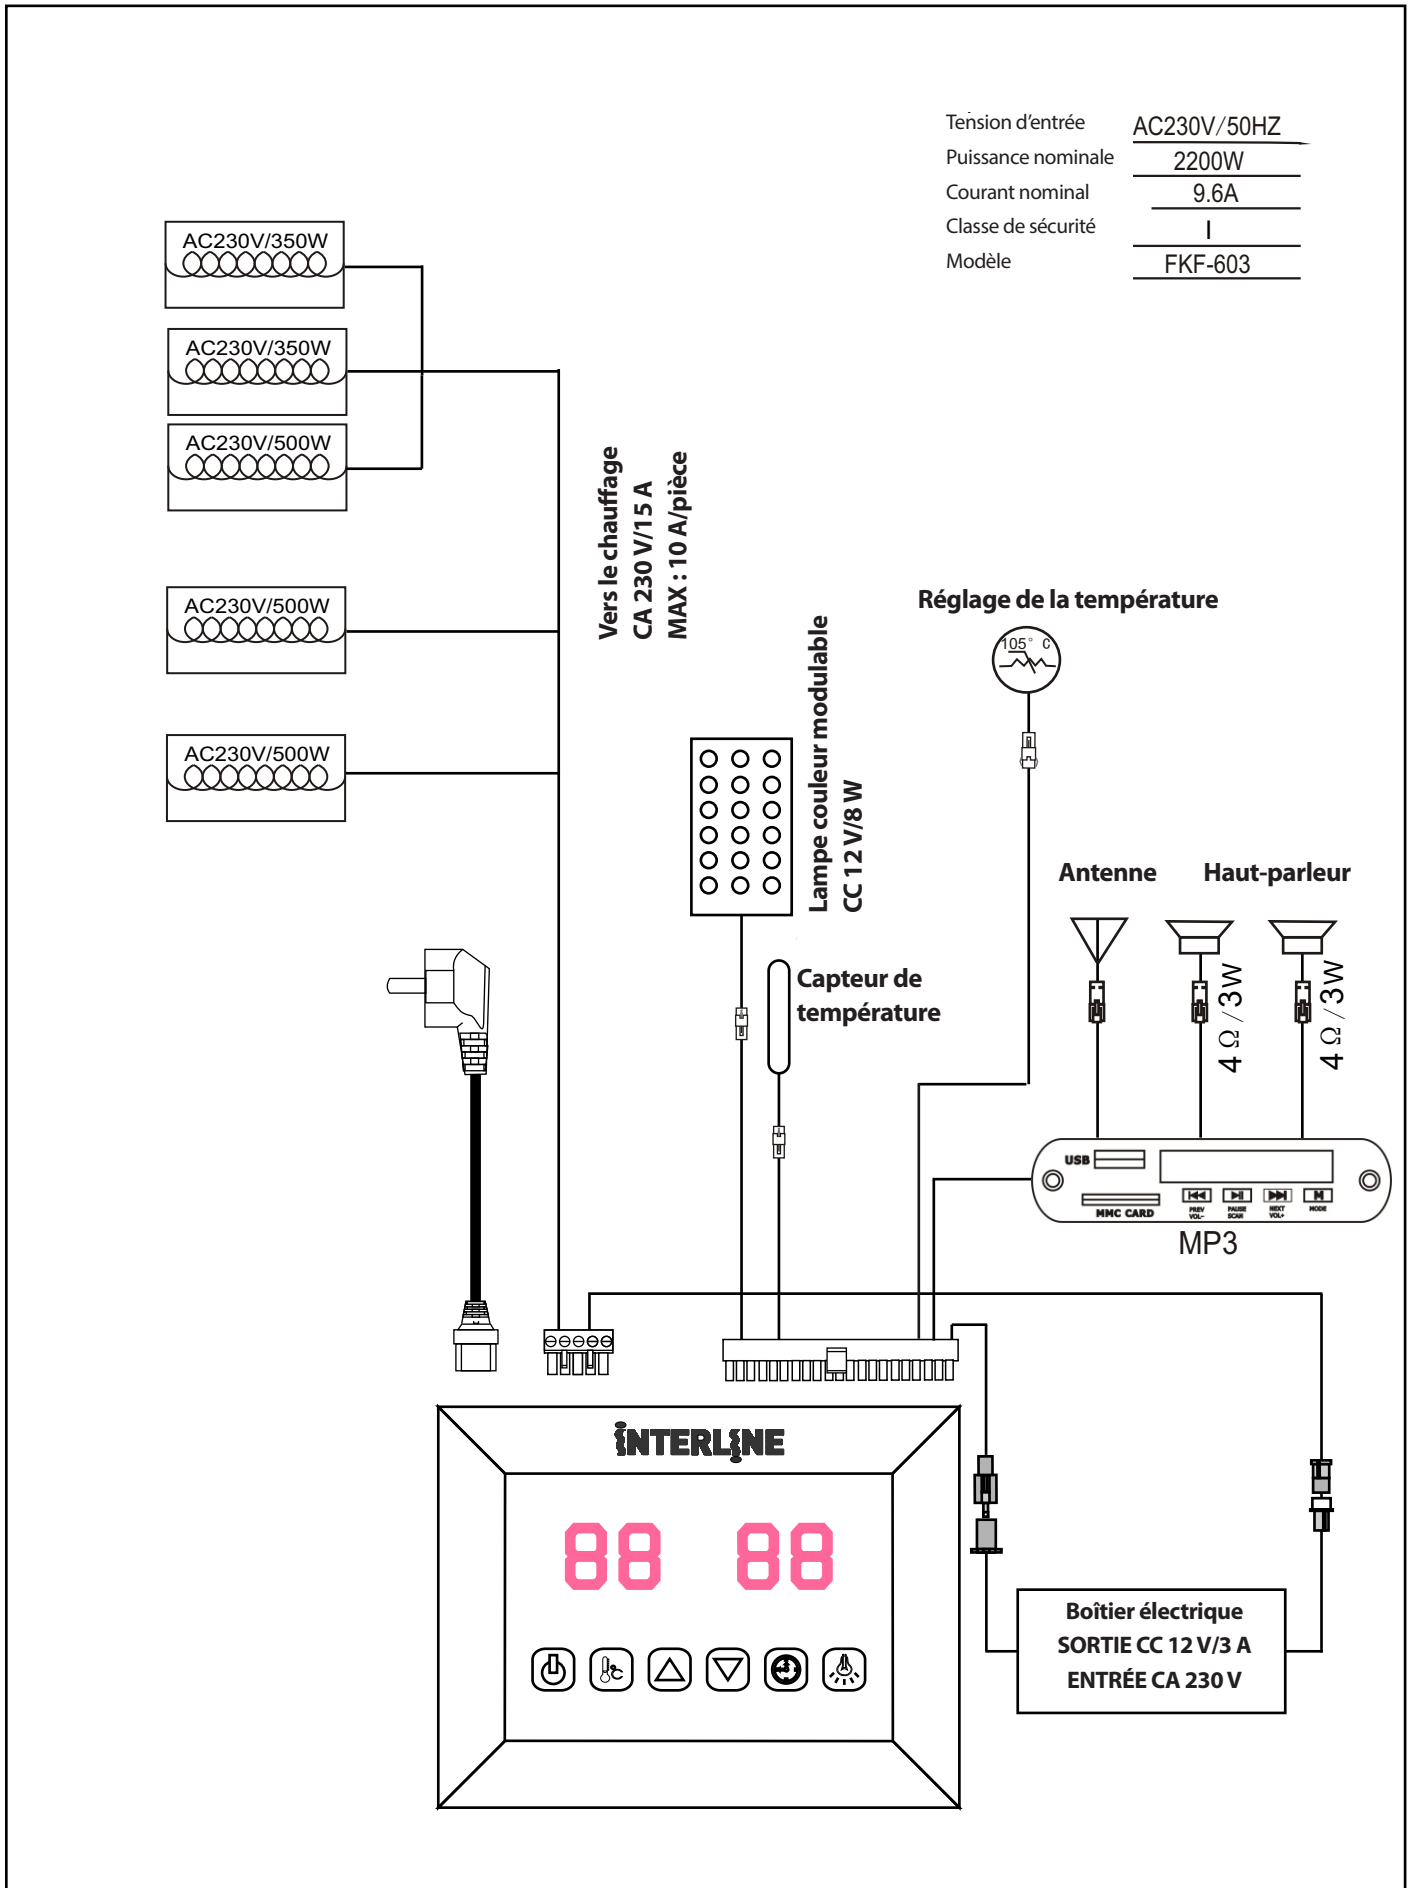 Tension d'entrée AC230V/50HZ
Puissance nominale 2200W
Courant nominal 9.6A
Classe de sécurité I
Modèle FKF-603
AC230V/350W
AC230V/350W
AC230V/500W
AC230V/500W
AC230V/500W
Vers le chauffage
CA 230 V/15 A
MAX : 10 A/pièce
Réglage de la température
105° C
Lampe couleur modulable
CC 12 V/8 W
Antenne
Haut-parleur
4 Ω/3W
4 Ω/3W
Capteur de
température
USB
MMC CARD
PREV
VOL-
PAUSE
SCAN
NEXT
VOL+
M
MODE
MP3
INTERLINE
88 88
°C
Boîtier électrique
SORTIE CC 12 V/3 A
ENTRÉE CA 230 V